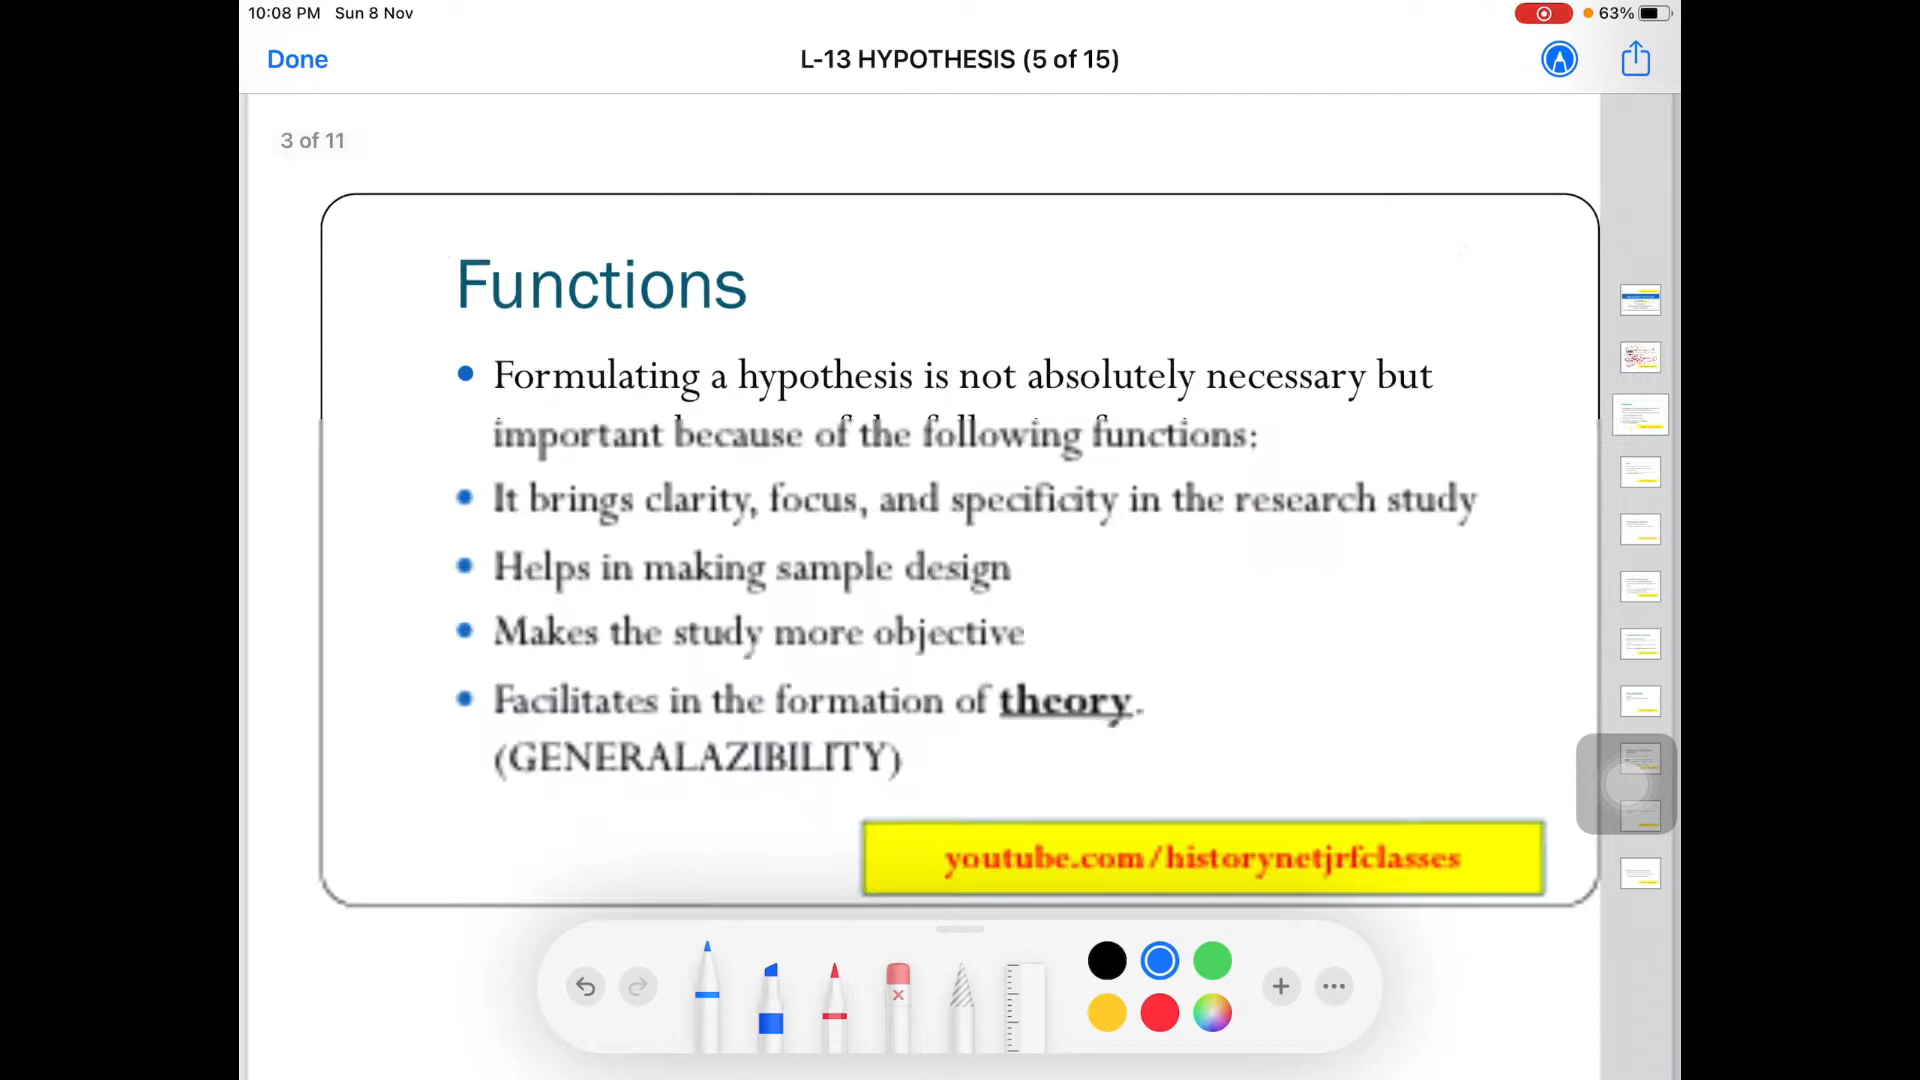 10:08 PM Sun 8 Nov
63%
Done
L-13 HYPOTHESIS (5 of 15)
3 of 11
Functions
• Formulating a hypothesis is not absolutely necessary but
important because of the following functions:
• It brings clarity, focus, and specificity in the research study
• Helps in making sample design
• Makes the study more objective
• Facilitates in the formation of theory.
(GENERALAZIBILITY)
youtube.com/historynetjrfclasses